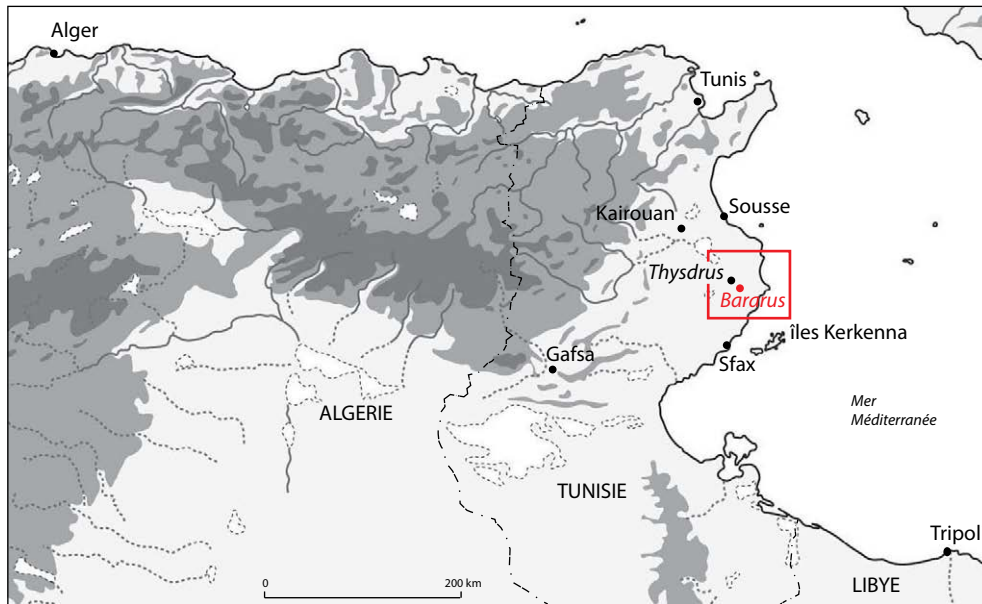 Alger
Tunis
Sousse
Kairouan
Thysdrus
Bararus
îles Kerkenna
Sfax
Gafsa
Mer
Méditerranée
ALGERIE
TUNISIE
Tripol
0
200 km
LIBYE